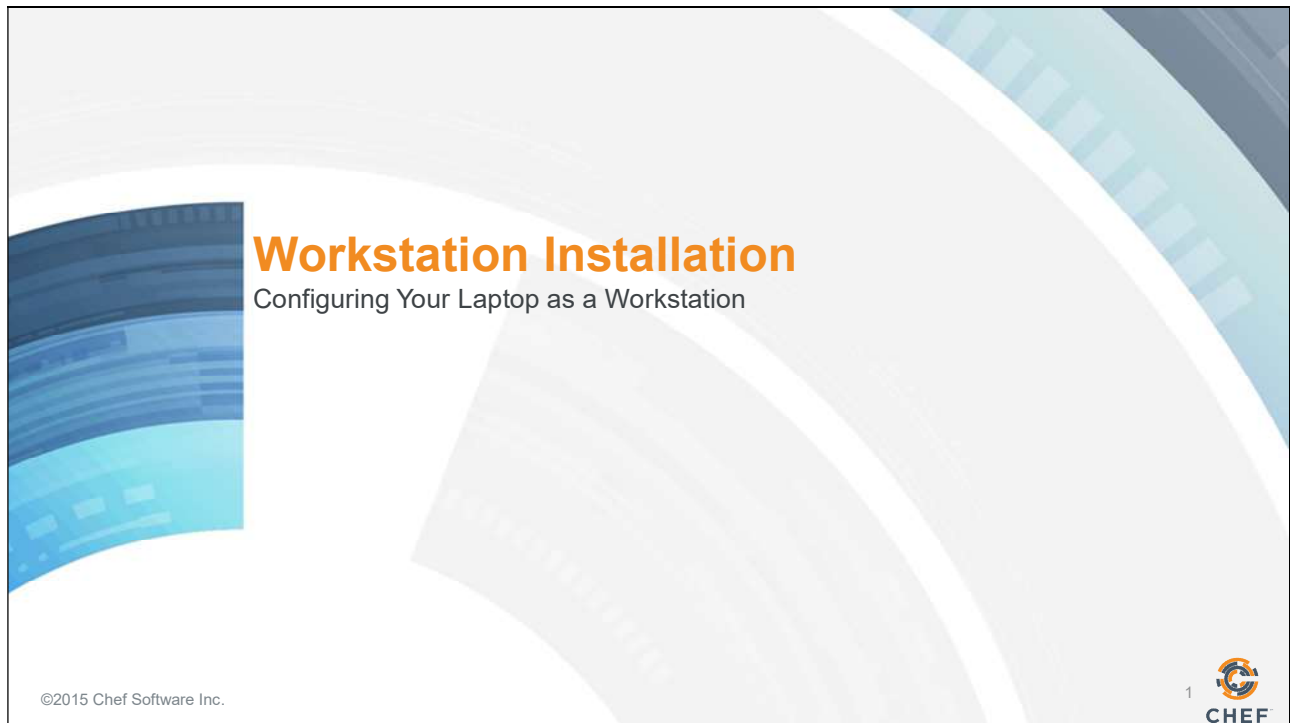 Workstation Installation
Configuring Your Laptop as a Workstation
©2015 Chef Software Inc.
1
CHEF